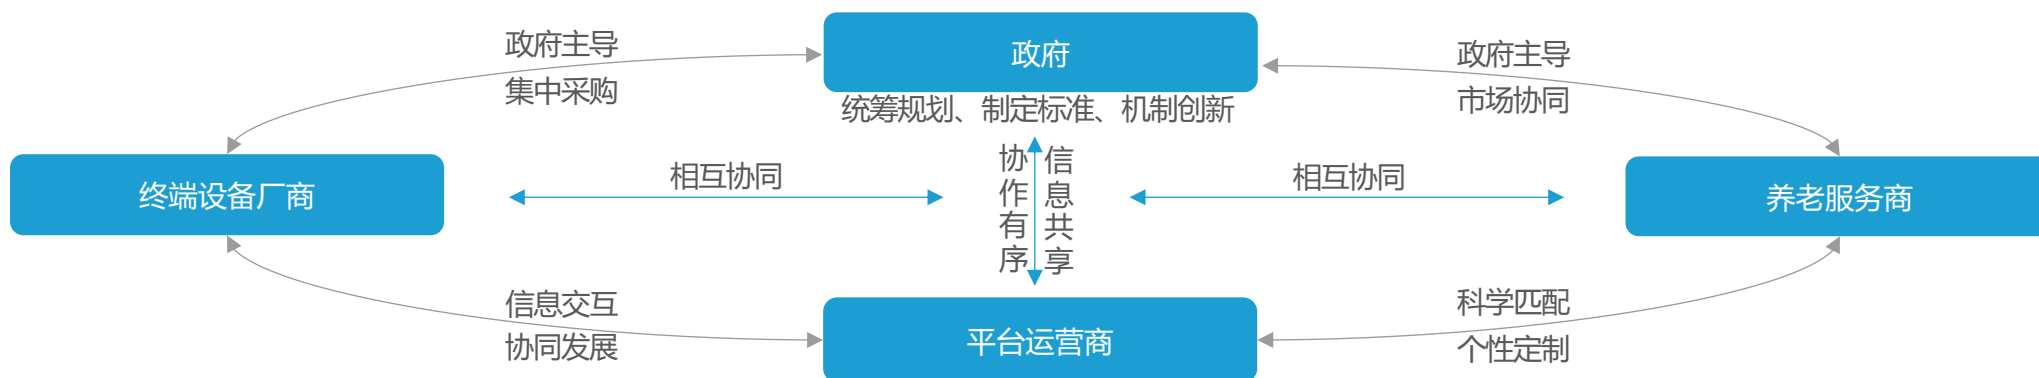 政府主导
集中采购
政府
统筹规划、制定标准、机制创新
政府主导
市场协同
终端设备厂商
相互协同
协作有序
信息共享
相互协同
养老服务商
信息交互
协同发展
平台运营商
科学匹配
个性定制